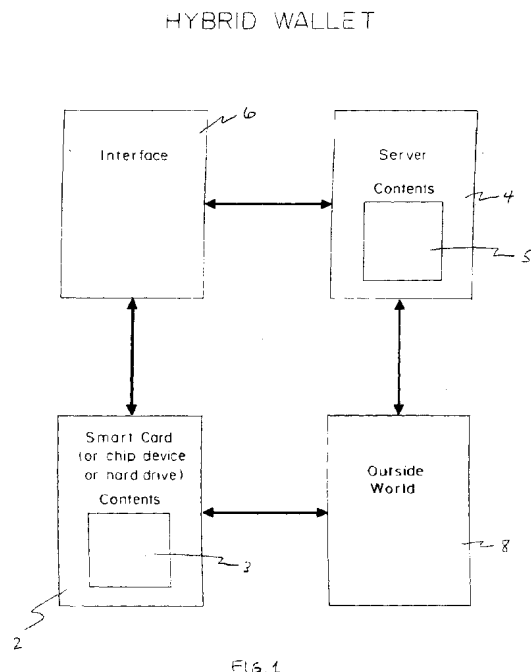 HYBRID WALLET
6
Interface
Server
Contents
4
5
Smart Card
(or chip device
or hard drive)
Contents
3
2
Outside
World
8
FIG. 1